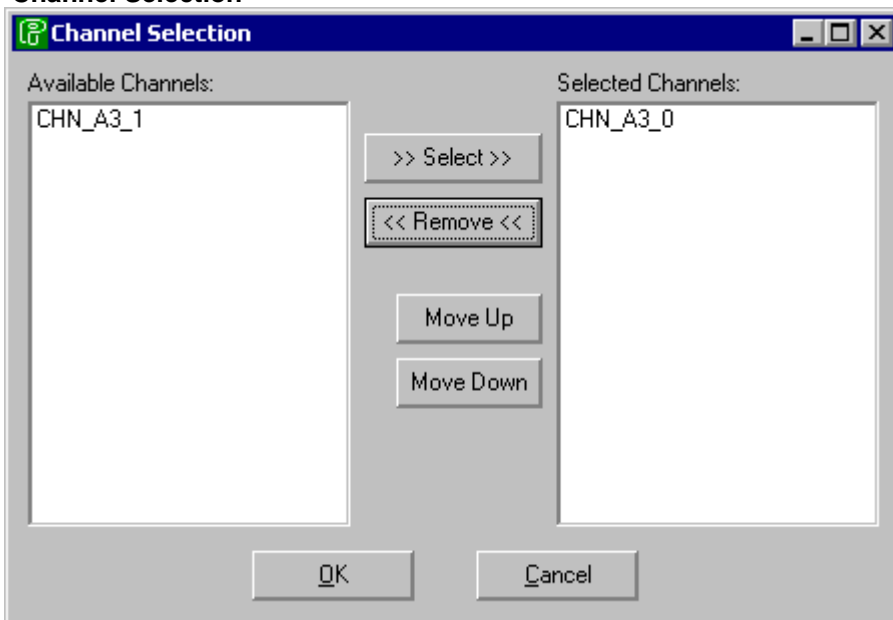 Channel Selection
Channel Selection
Available Channels:
Selected Channels:
CHN_A3_1
CHN_A3_0
>> Select >>
<< Remove <<
Move Up
Move Down
OK
Cancel